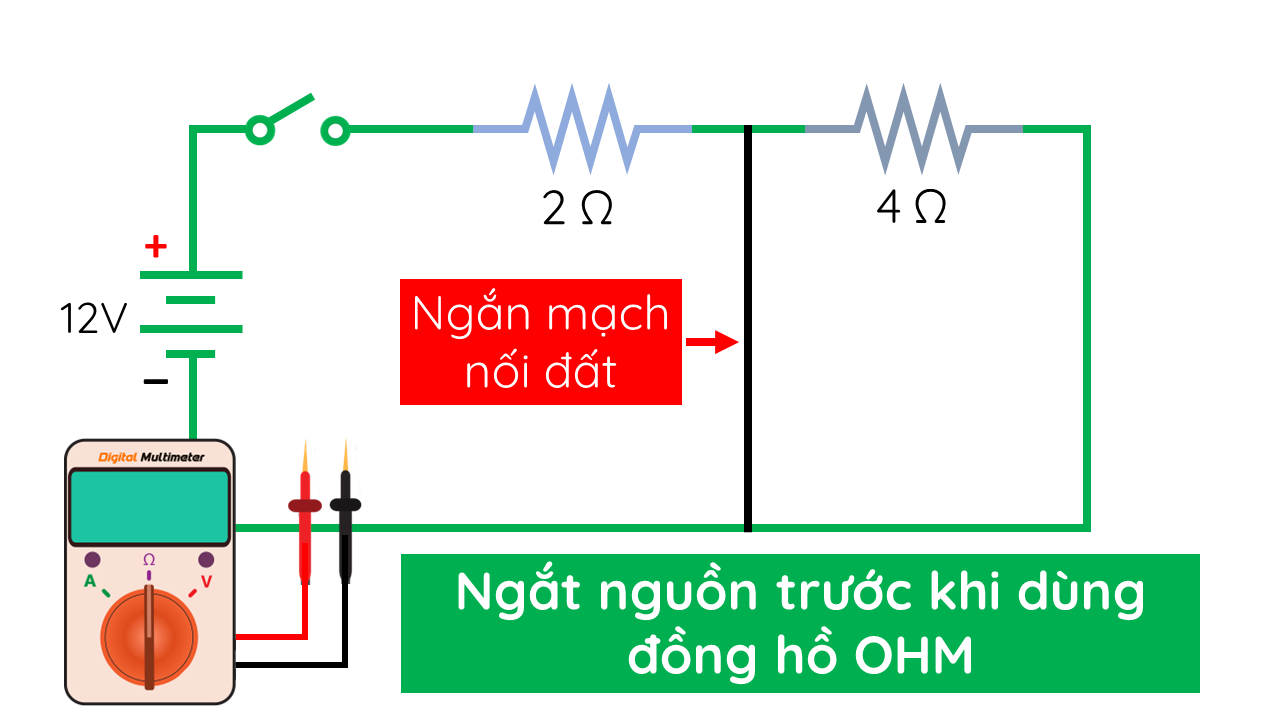 2 Ω
4 Ω
+
12V
Ngắn mạch
nối đất
−
Digital Multimeter
Ω
A
V
Ngắt nguồn trước khi dùng
đồng hồ OHM